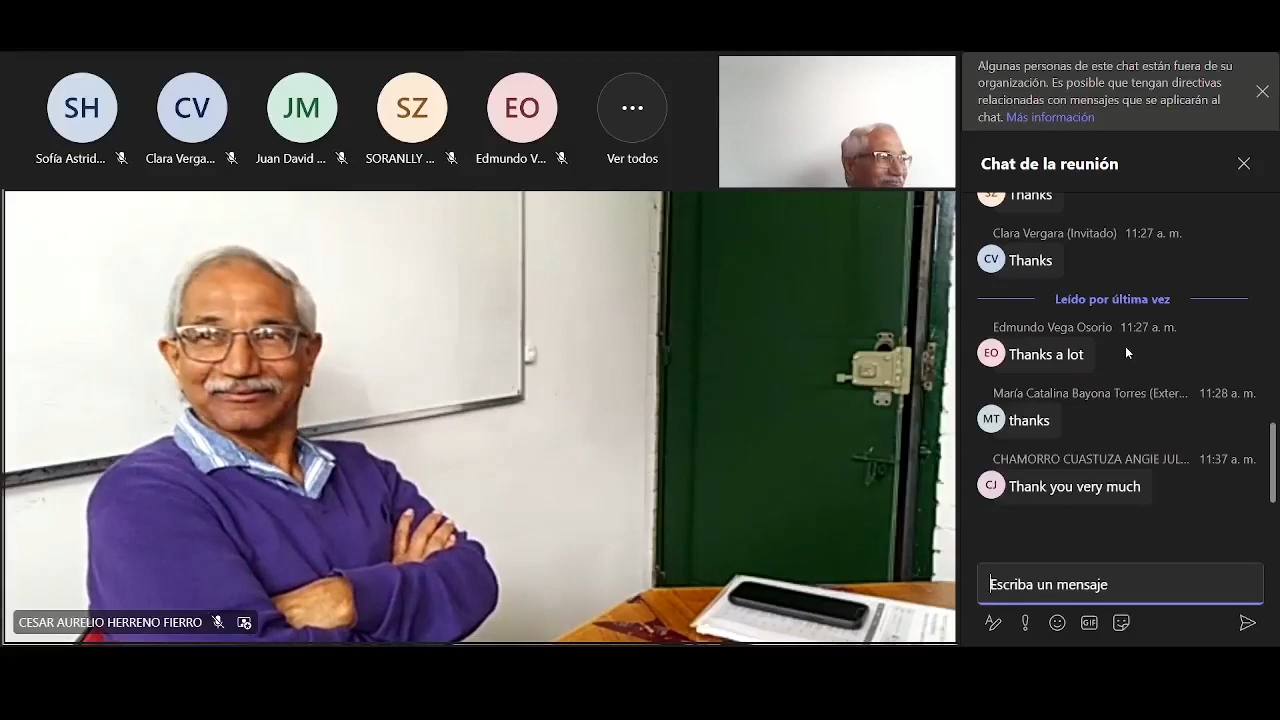 SH
CV
JM
SZ
EO
Sofía Astrid...
Clara Verga...
Juan David ...
SORANLLY ...
Edmundo V...
Ver todos
CESAR AURELIO HERRENO FIERRO
Algunas personas de este chat están fuera de su
organización. Es posible que tengan directivas
relacionadas con mensajes que se aplicarán al
chat. Más información
Chat de la reunión
SZ Thanks
Clara Vergara (Invitado) 11:27 a. m.
CV Thanks
Leído por última vez
Edmundo Vega Osorio 11:27 a. m.
EO Thanks a lot
María Catalina Bayona Torres (Exter... 11:28 a. m.
MT thanks
CHAMORRO CUASTUZA ANGIE JUL... 11:37 a. m.
CJ Thank you very much
Escriba un mensaje
GIF